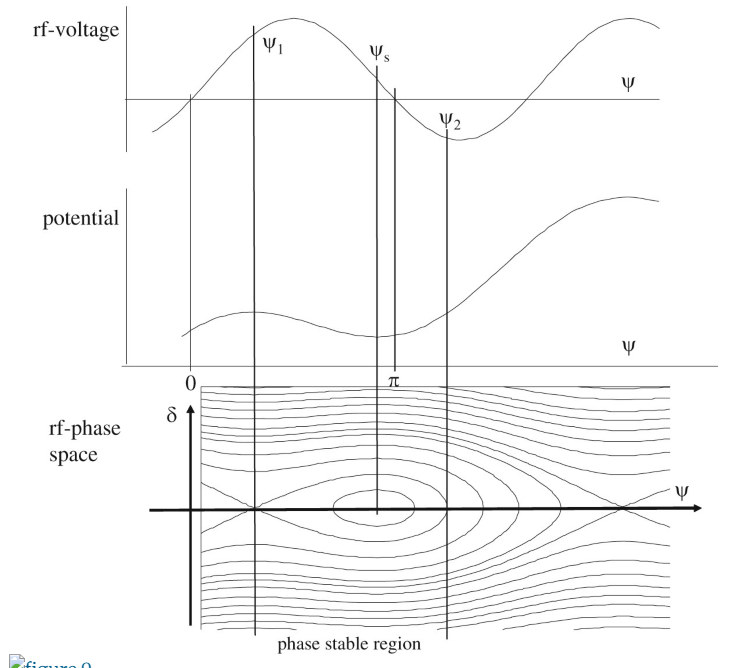 rf-voltage
ψ1
ψs
ψ
ψ2
potential
ψ
0
π
δ
rf-phase
space
ψ
phase stable region
figure 9